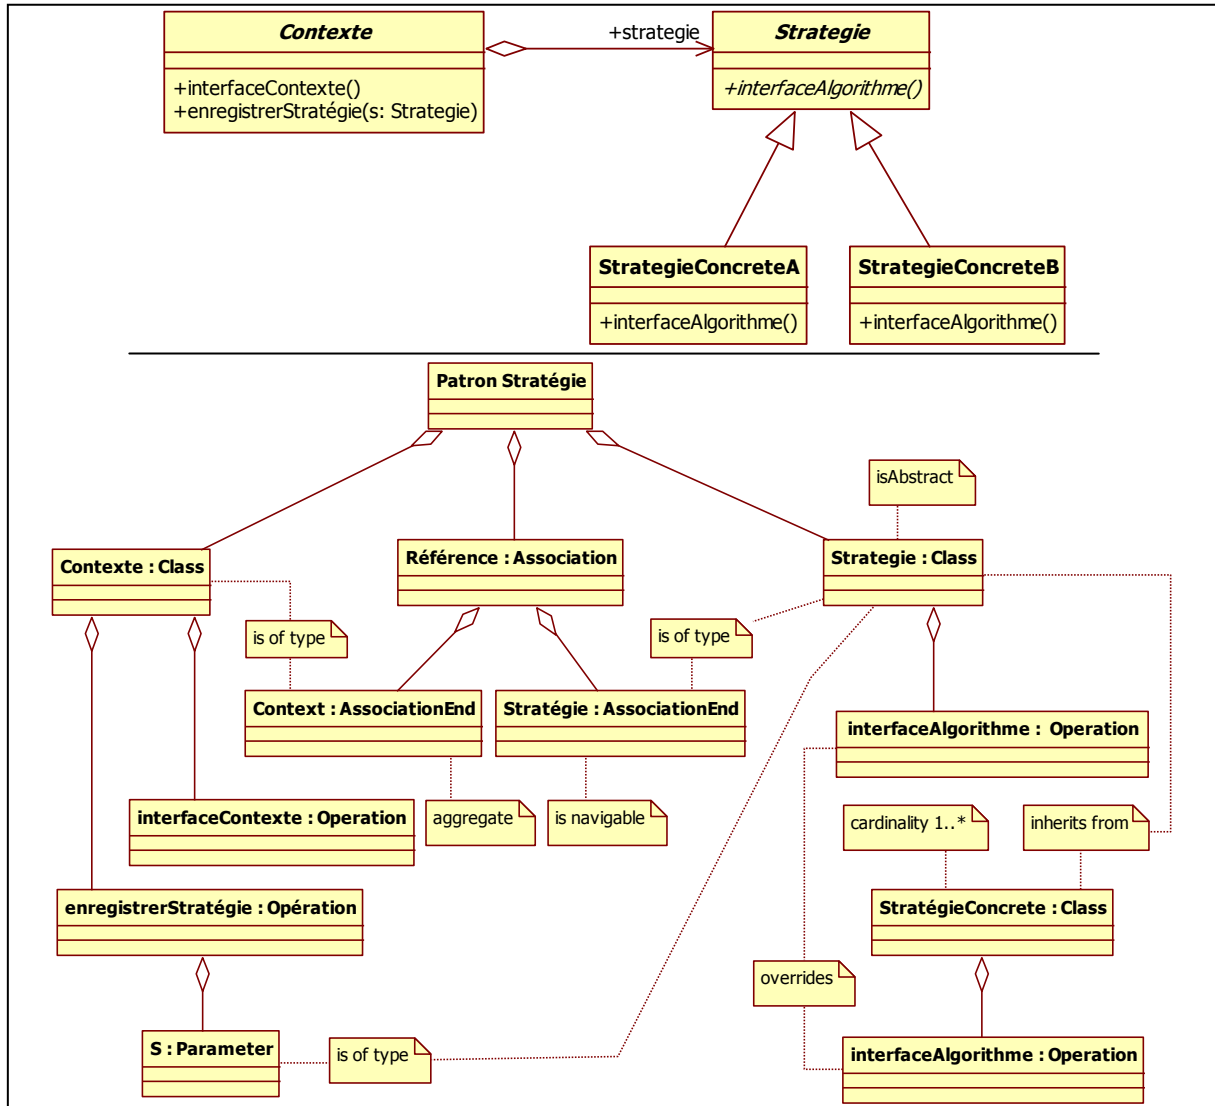 Contexte
+strategie
Strategie
+interfaceContexte()
+enregistrerStratégie(s: Strategie)
+interfaceAlgorithme()
StrategieConcreteA
StrategieConcreteB
+interfaceAlgorithme()
+interfaceAlgorithme()
Patron Stratégie
isAbstract
Contexte : Class
Référence : Association
Strategie : Class
is of type
is of type
Context : AssociationEnd
Stratégie : AssociationEnd
interfaceAlgorithme : Operation
interfaceContexte : Operation
aggregate
is navigable
cardinality 1..*
inherits from
enregistrerStratégie : Opération
StratégieConcrete : Class
overrides
S : Parameter
is of type
interfaceAlgorithme : Operation